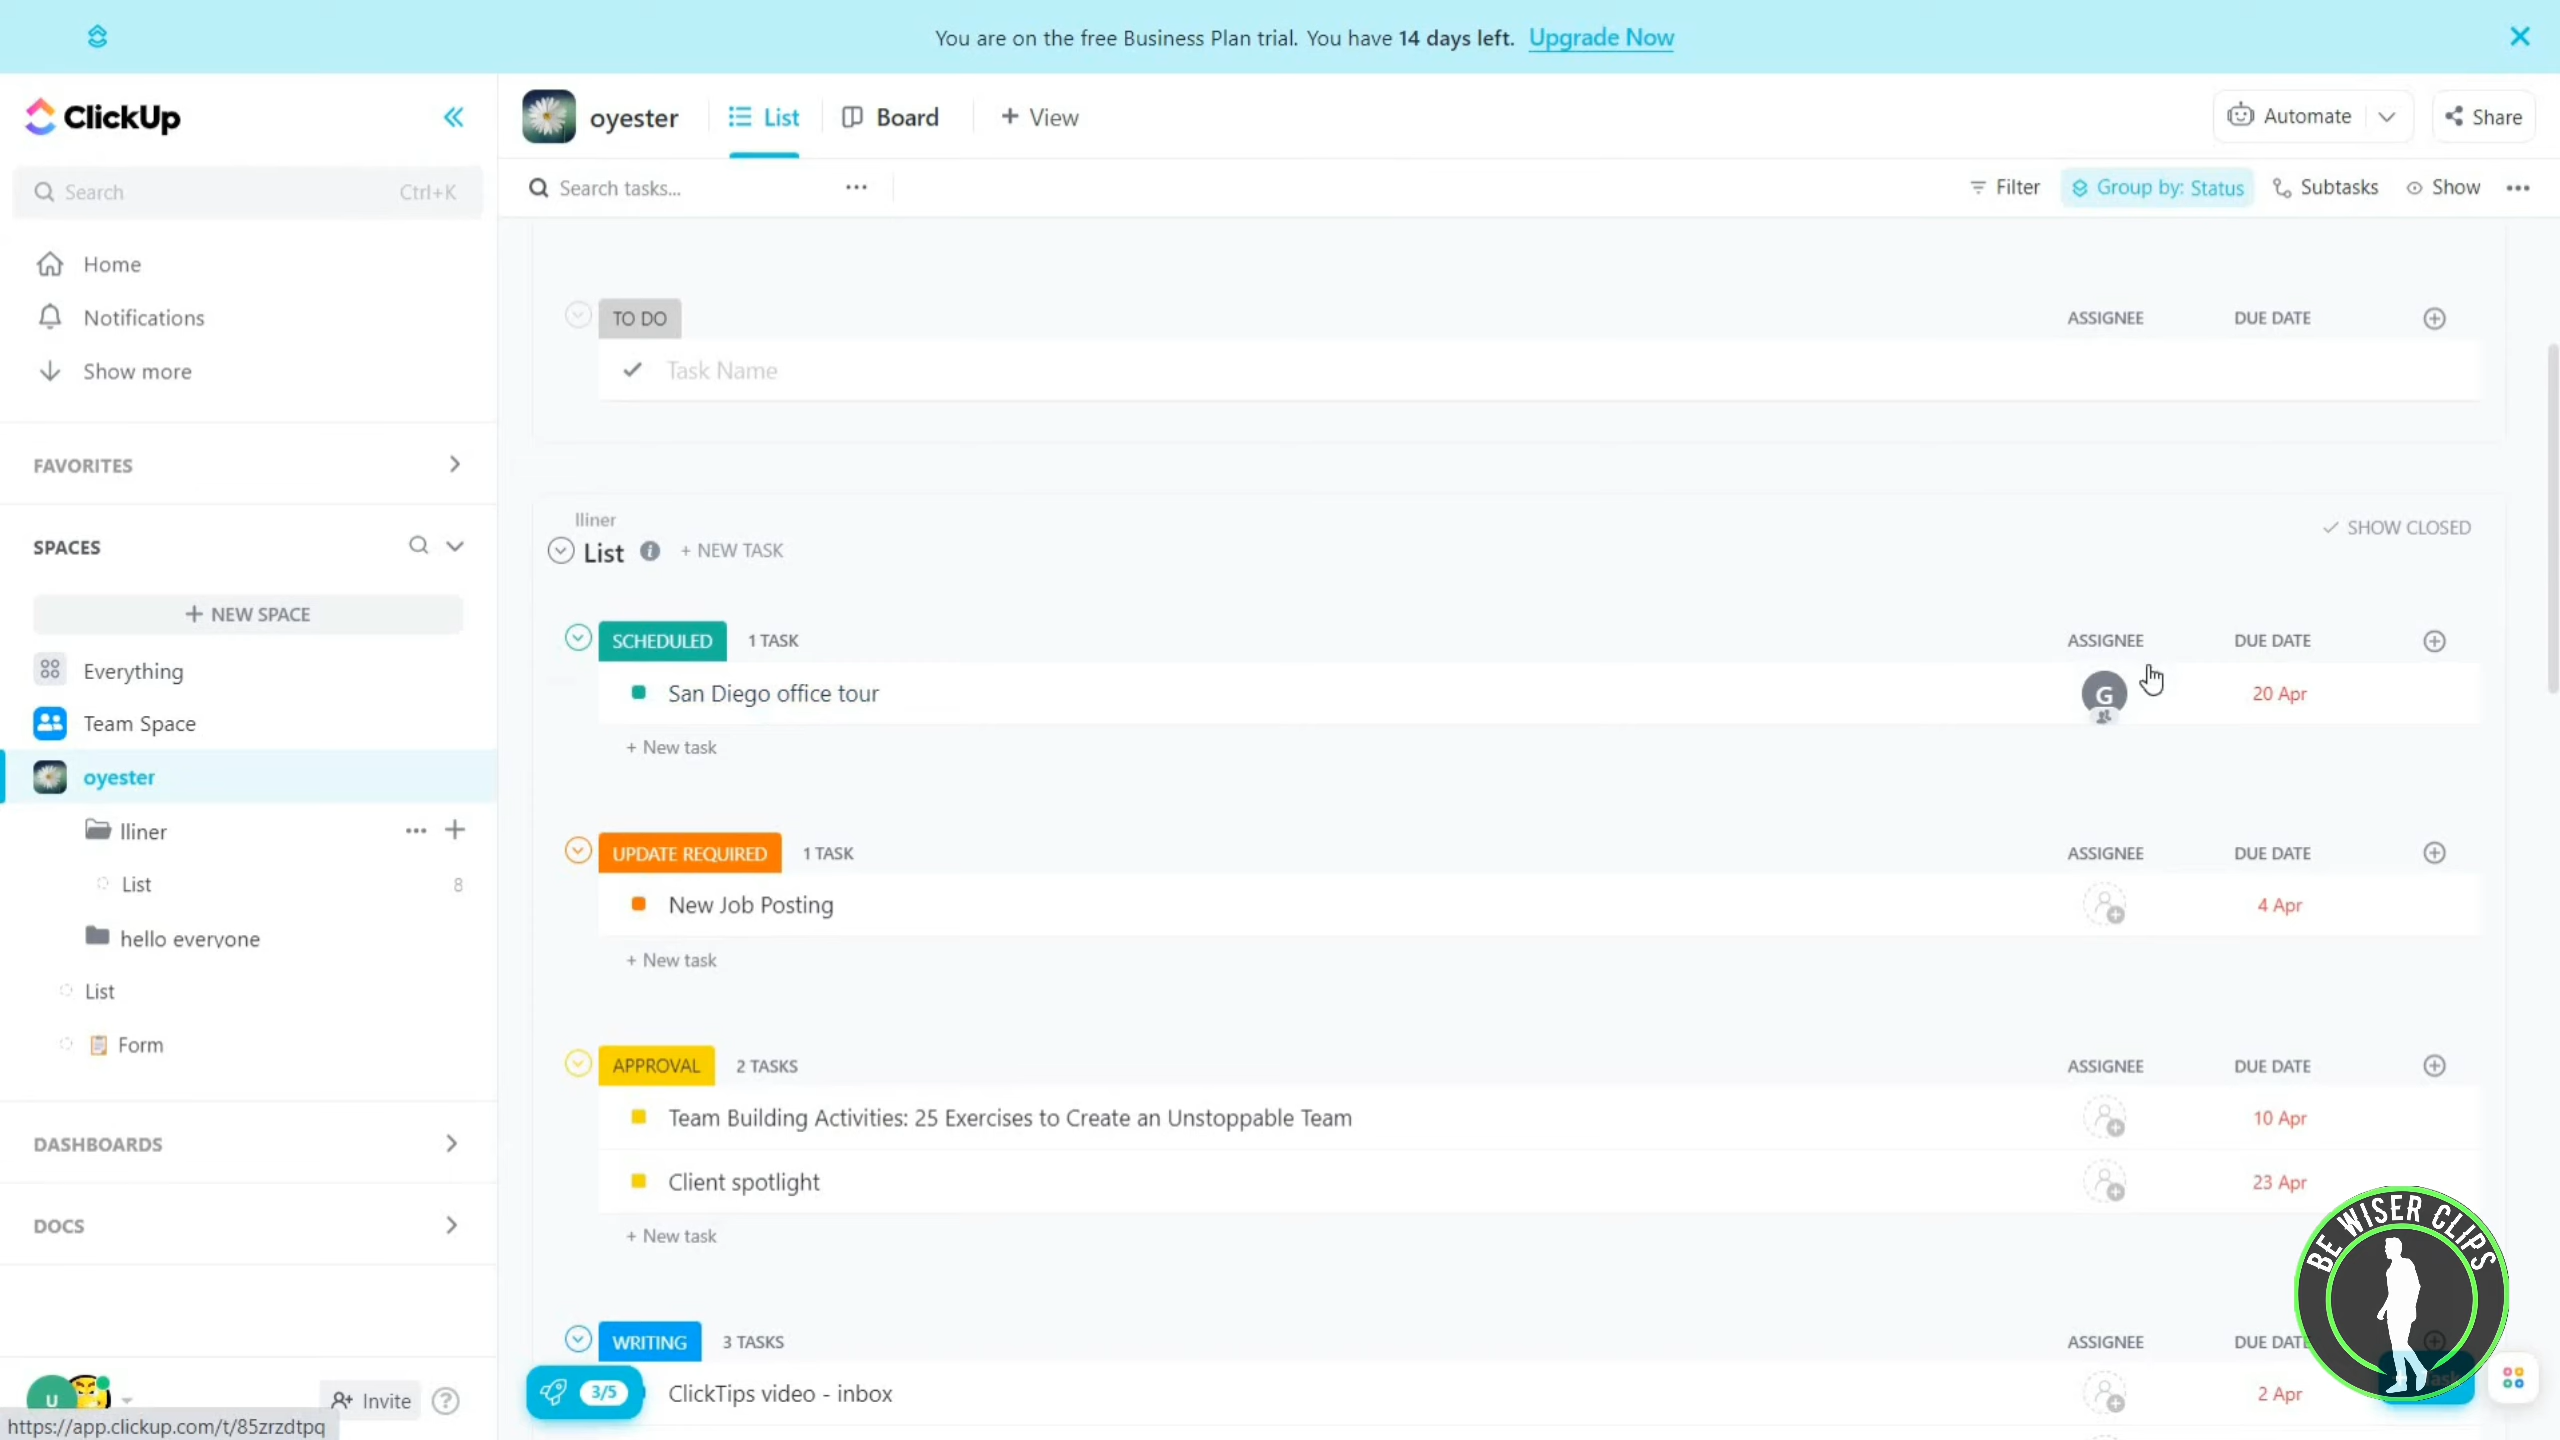 You are on the free Business Plan trial. You have 14 days left. Upgrade Now
ClickUp
oyester
List
Board
+ View
Automate
Share
Search Ctrl+K
Search tasks...
Filter
Group by: Status
Subtasks
Show
Home
Notifications
Show more
FAVORITES
SPACES
+ NEW SPACE
Everything
Team Space
oyester
lliner
List 8
hello everyone
List
Form
DASHBOARDS
DOCS
U
Invite
https://app.clickup.com/t/85zrzdtpq
TO DO ASSIGNEE DUE DATE
Task Name
lliner
List + NEW TASK
SHOW CLOSED
SCHEDULED 1 TASK ASSIGNEE DUE DATE
San Diego office tour G 20 Apr
+ New task
UPDATE REQUIRED 1 TASK ASSIGNEE DUE DATE
New Job Posting 4 Apr
+ New task
APPROVAL 2 TASKS ASSIGNEE DUE DATE
Team Building Activities: 25 Exercises to Create an Unstoppable Team 10 Apr
Client spotlight 23 Apr
+ New task
WRITING 3 TASKS ASSIGNEE DUE DATE
3/5
ClickTips video - inbox 2 Apr
BE WISER CLIPS